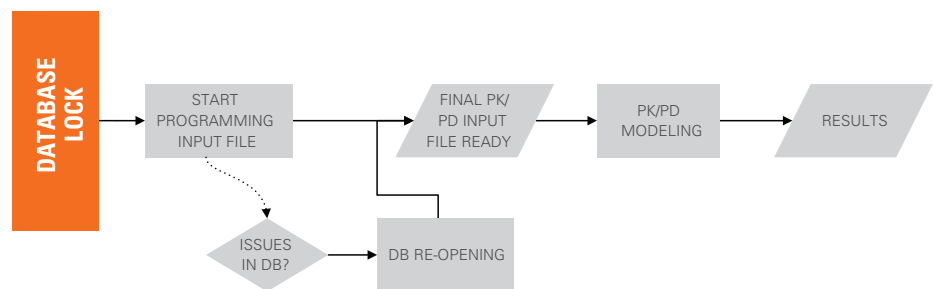 DATABASE
LOCK
START
PROGRAMMING
INPUT FILE
FINAL PK/
PD INPUT
FILE READY
PK/PD
MODELING
RESULTS
ISSUES
IN DB?
DB RE-OPENING